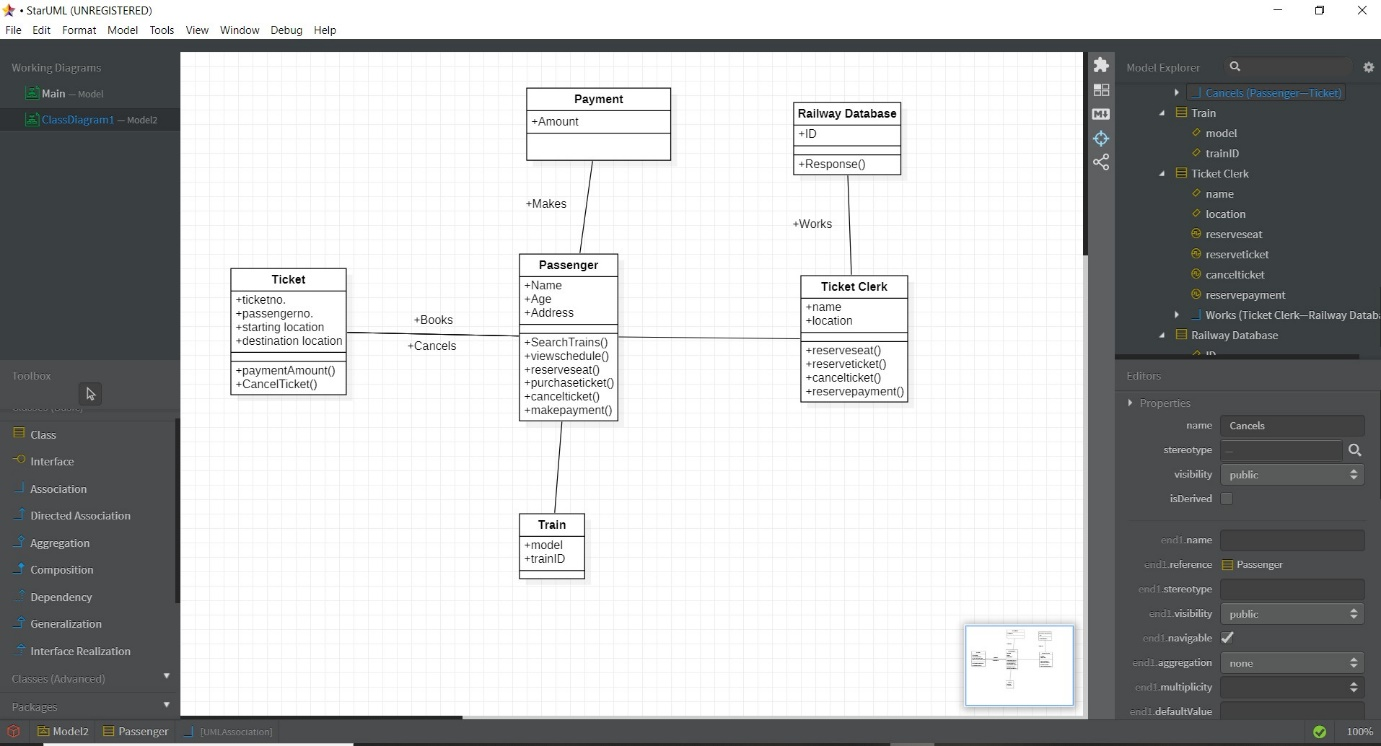 • StarUML (UNREGISTERED)
File Edit Format Model Tools View Window Debug Help
Working Diagrams
Main — Model
ClassDiagram1 — Model2
Toolbox
Class
Interface
Association
Directed Association
Aggregation
Composition
Dependency
Generalization
Interface Realization
Classes (Advanced)
Packages
Payment
+Amount
Railway Database
+ID
+Response()
+Makes
+Works
Ticket
+ticketno.
+passengerno.
+starting location
+destination location
+paymentAmount()
+CancelTicket()
+Books
+Cancels
Passenger
+Name
+Age
+Address
+SearchTrains()
+viewschedule()
+reserveseat()
+purchaseticket()
+cancelticket()
+makepayment()
Ticket Clerk
+name
+location
+reserveseat()
+reserveticket()
+cancelticket()
+reservepayment()
Train
+model
+trainID
M↓
Model Explorer
Cancels (Passenger—Ticket)
Train
model
trainID
Ticket Clerk
name
location
reserveseat
reserveticket
cancelticket
reservepayment
Works (Ticket Clerk—Railway Datab
Railway Database
Editors
Properties
name Cancels
stereotype —
visibility public
isDerived
end1.name
end1.reference Passenger
end1.stereotype
end1.visibility public
end1.navigable
end1.aggregation none
end1.multiplicity
end1.defaultValue
Model2 Passenger [UMLAssociation]
100%